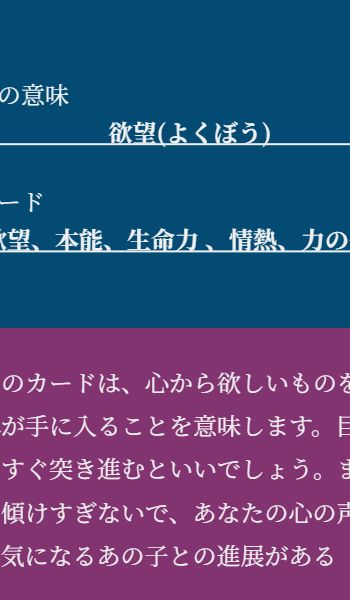 の意味
欲望(よくぼう)
ード
欲望、本能、生命力 、情熱、力の
のカードは、心から欲しいものを
が手に入ることを意味します。目
すぐ突き進むといいでしょう。ま
傾けすぎないで、あなたの心の声
気になるあの子との進展がある